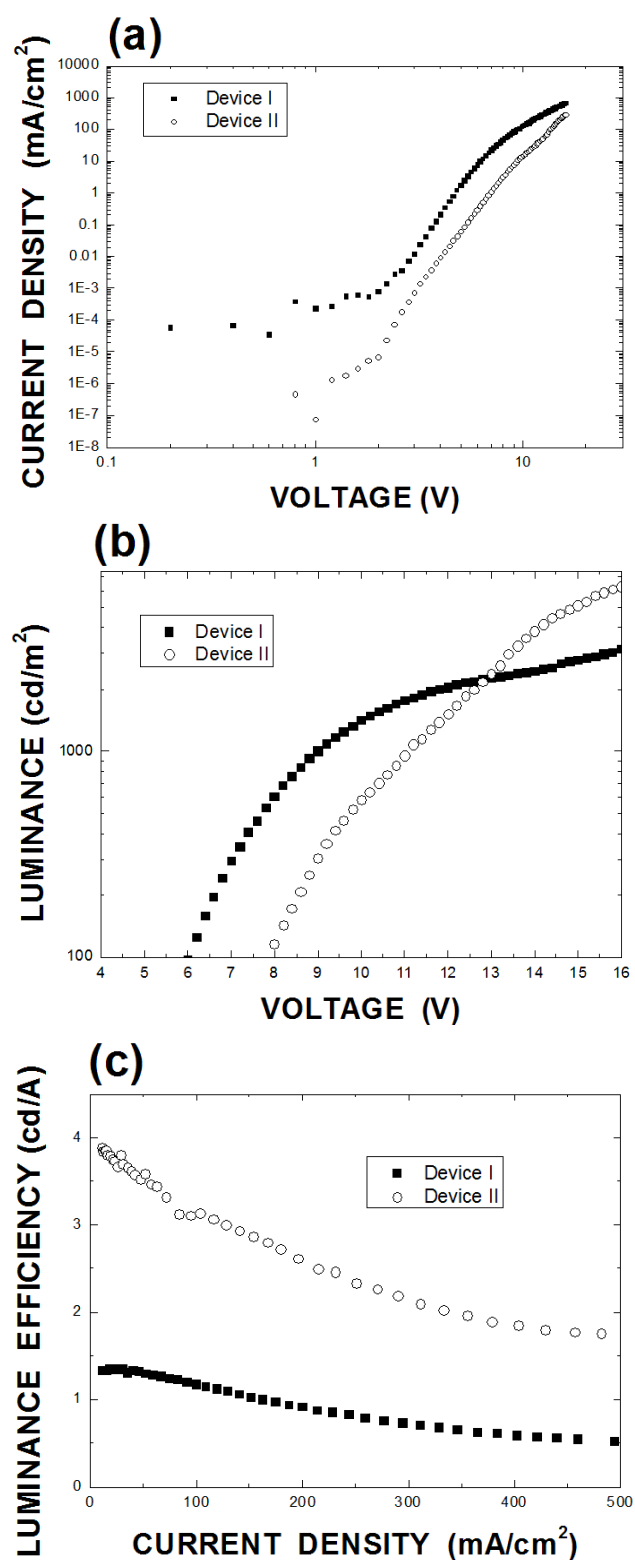 (a)
CURRENT DENSITY (mA/cm²)
10000
1000
100
10
1
0.1
0.01
1E-3
1E-4
1E-5
1E-6
1E-7
1E-8
Device I
Device II
0.1
1
10
VOLTAGE (V)
(b)
LUMINANCE (cd/m²)
1000
100
Device I
Device II
4 5 6 7 8 9 10 11 12 13 14 15 16
VOLTAGE (V)
(c)
LUMINANCE EFFICIENCY (cd/A)
4
3
2
1
0
Device I
Device II
0 100 200 300 400 500
CURRENT DENSITY (mA/cm²)